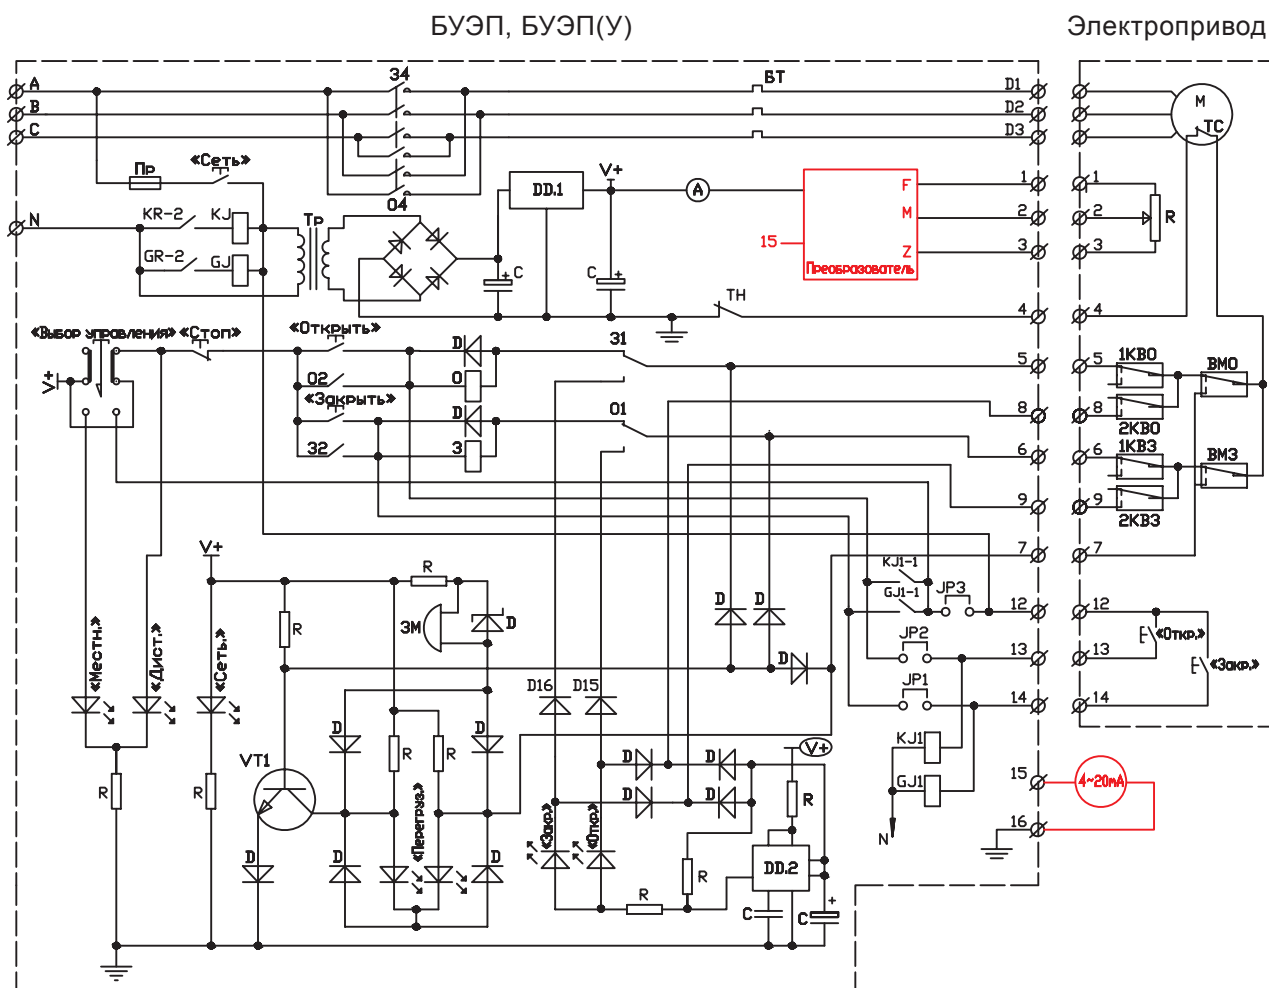 БУЭП, БУЭП(У) Электропривод
А 34 БТ D1 М
В D2 ТС
С D3
Пр «Сеть» V+ DD.1 А F 1 1
KR-2 KJ Тр 04 М 2 2 R
N 15 Z 3 3
GR-2 GJ + С С + Преобразователь
ТН 4 4
«Выбор управления» «Стоп» «Открыть» D 31 5 5 1КВО ВМО
V+ 02 О 8 8 2КВО
«Закрыть» D 01 6 6 1КВЗ ВМЗ
32 З 9 9 2КВЗ
V+ 7 7
R KJ1-1
GJ1-1 JP3 12 12
R ЗМ D D D «Откр.»
«Местн.» «Дист.» «Сеть.» JP2 13 13
D «Закр.»
D16 D15 JP1 14 14
D D KJ1
VT1 R R V+
D D 15 4~20mA
R R «Перегруз.» D D R GJ1
«Закр.» «Откр.» 16
N
D D D R DD.2
R С С +